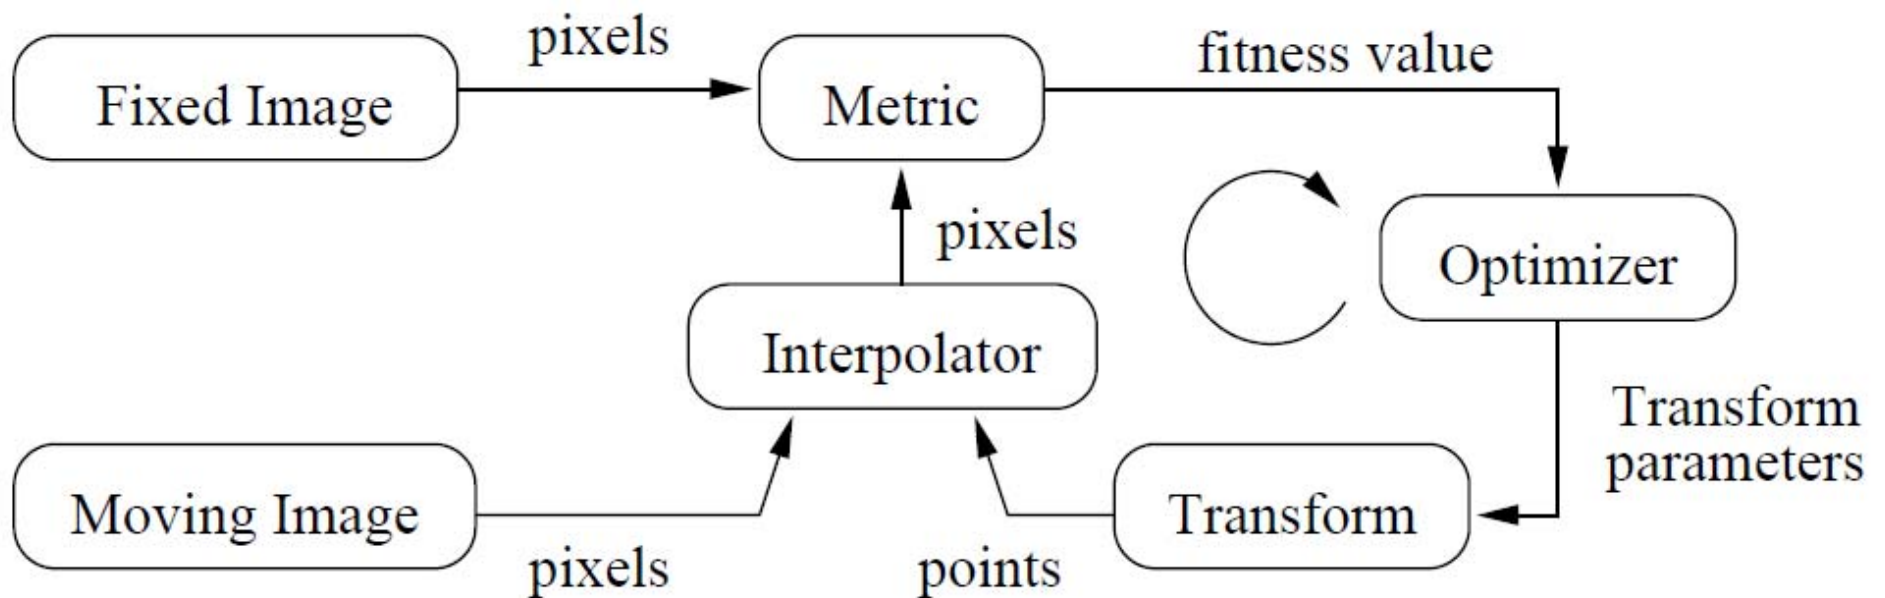 pixels
fitness value
Fixed Image
Metric
pixels
Optimizer
Interpolator
Transform
parameters
Moving Image
Transform
pixels
points